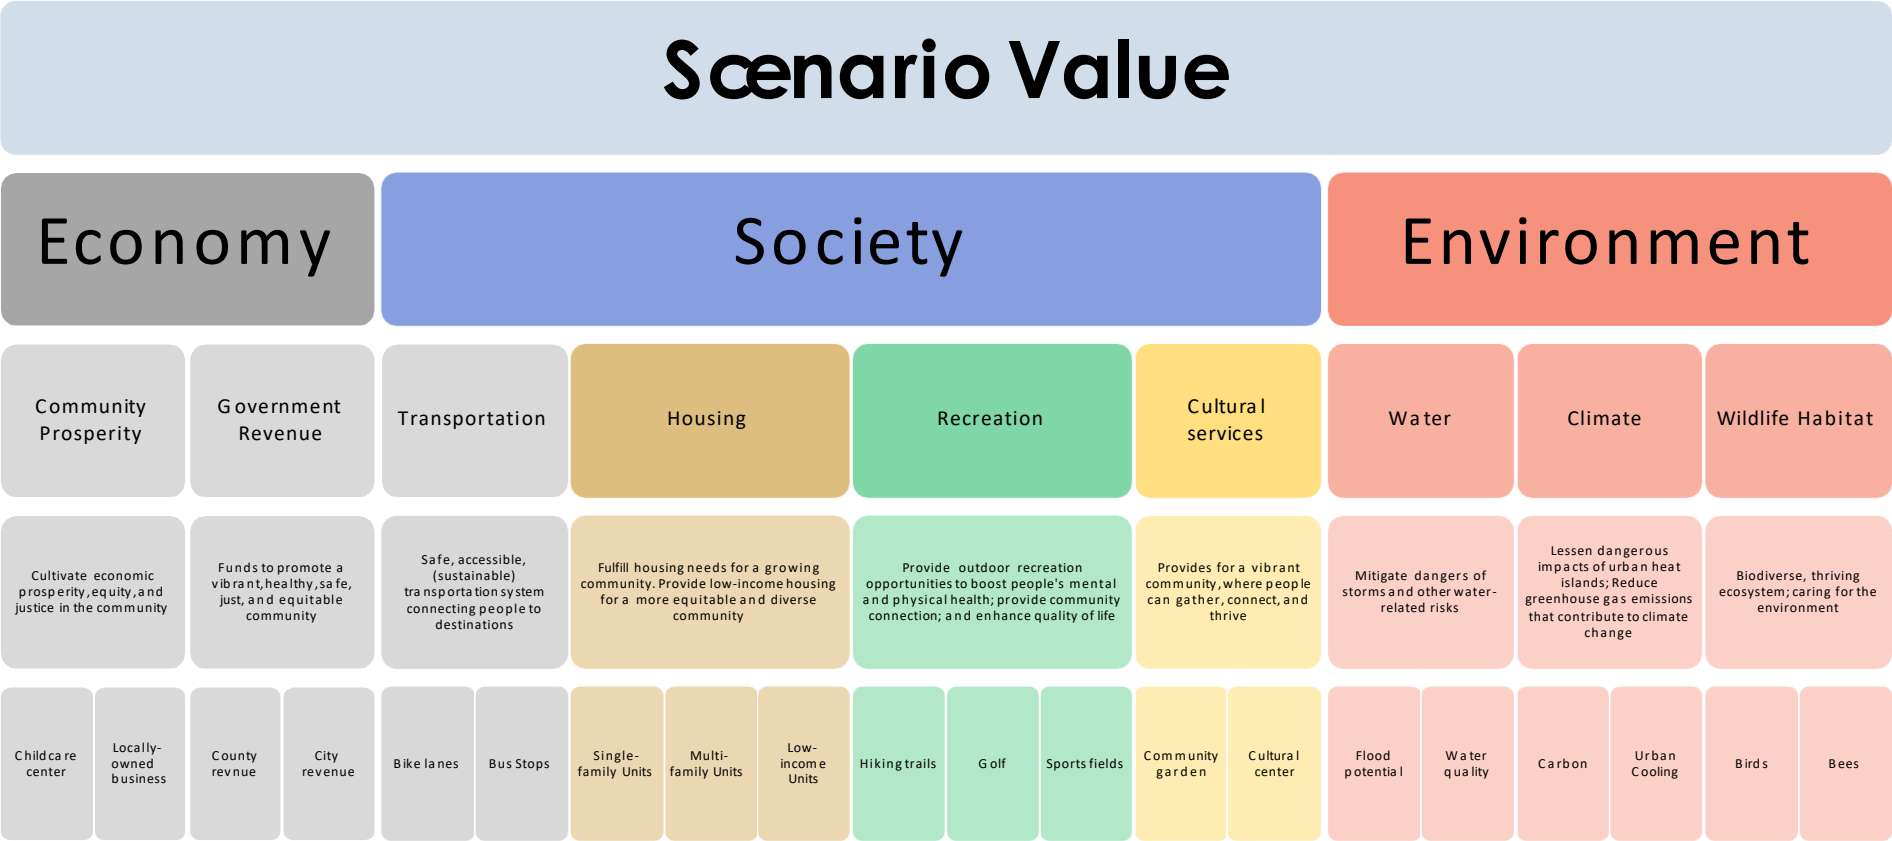 Scenario Value
Economy
Society
Environment
Community
Prosperity
Government
Revenue
Transportation
Housing
Recreation
Cultural
services
Water
Climate
Wildlife Habitat
Cultivate economic
prosperity, equity, and
justice in the community
Funds to promote a
vibrant, healthy, safe,
just, and equitable
community
Safe, accessible,
(sustainable)
transportation system
connecting people to
destinations
Fulfill housing needs for a growing
community. Provide low-income housing
for a more equitable and diverse
community
Provide outdoor recreation
opportunities to boost people's mental
and physical health; provide community
connection; and enhance quality of life
Provides for a vibrant
community, where people
can gather, connect, and
thrive
Mitigate dangers of
storms and other water-
related risks
Lessen dangerous
impacts of urban heat
islands; Reduce
greenhouse gas emissions
that contribute to climate
change
Biodiverse, thriving
ecosystem; caring for the
environment
Childcare
center
Locally-
owned
business
County
revnue
City
revenue
Bike lanes
Bus Stops
Single-
family Units
Multi-
family Units
Low-
income
Units
Hiking trails
Golf
Sports fields
Community
garden
Cultural
center
Flood
potential
Water
quality
Carbon
Urban
Cooling
Birds
Bees